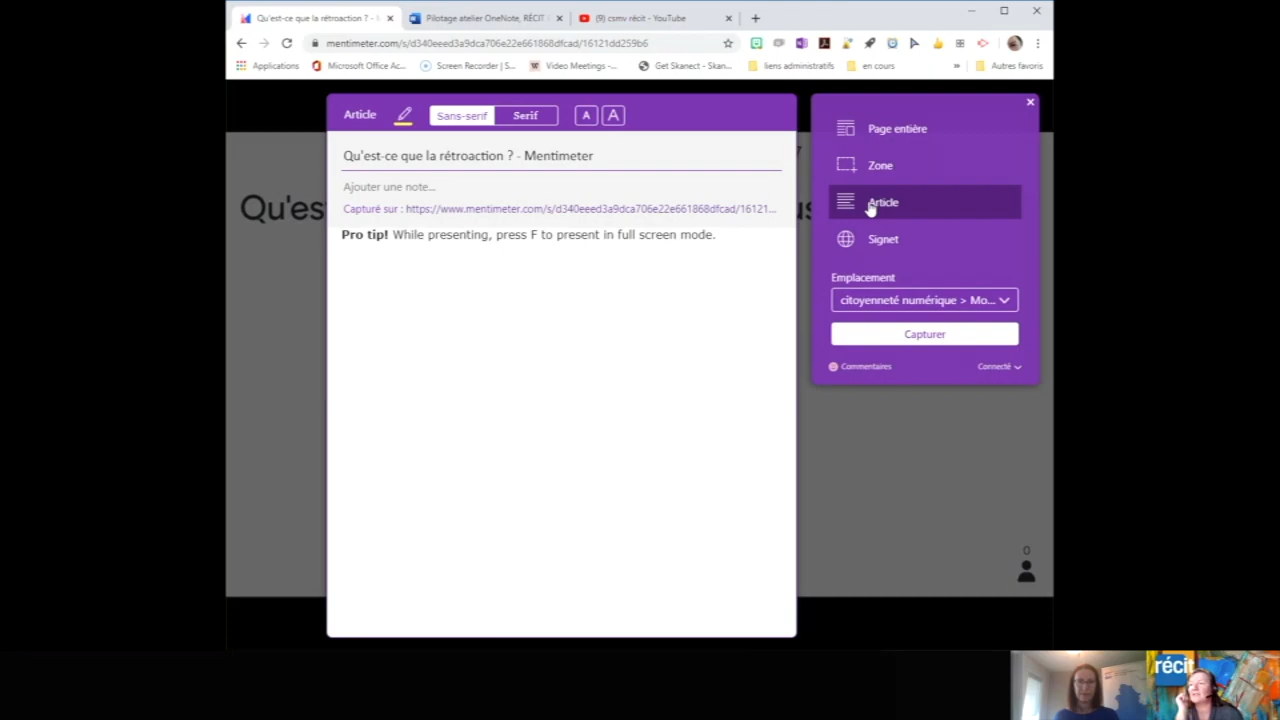 Qu'est-ce que la rétroaction ? - M
Pilotage atelier OneNote, RÉCIT
(9) csmv récit - YouTube
mentimeter.com/s/d340eeed3a9dca706e22e661868dfcad/16121dd259b6
Applications
Microsoft Office Ac...
Screen Recorder | S...
Video Meetings -...
Get Skanect - Skan...
liens administratifs
en cours
»
Autres favoris
Article
Sans-serif
Serif
A
A
Qu'est-ce que la rétroaction ? - Mentimeter
Ajouter une note...
Capturé sur : https://www.mentimeter.com/s/d340eeed3a9dca706e22e661868dfcad/16121...
Pro tip! While presenting, press F to present in full screen mode.
Qu'es
Page entière
Zone
Article
Signet
Emplacement
citoyenneté numérique > Mo...
Capturer
Commentaires
Connecté
0
récit